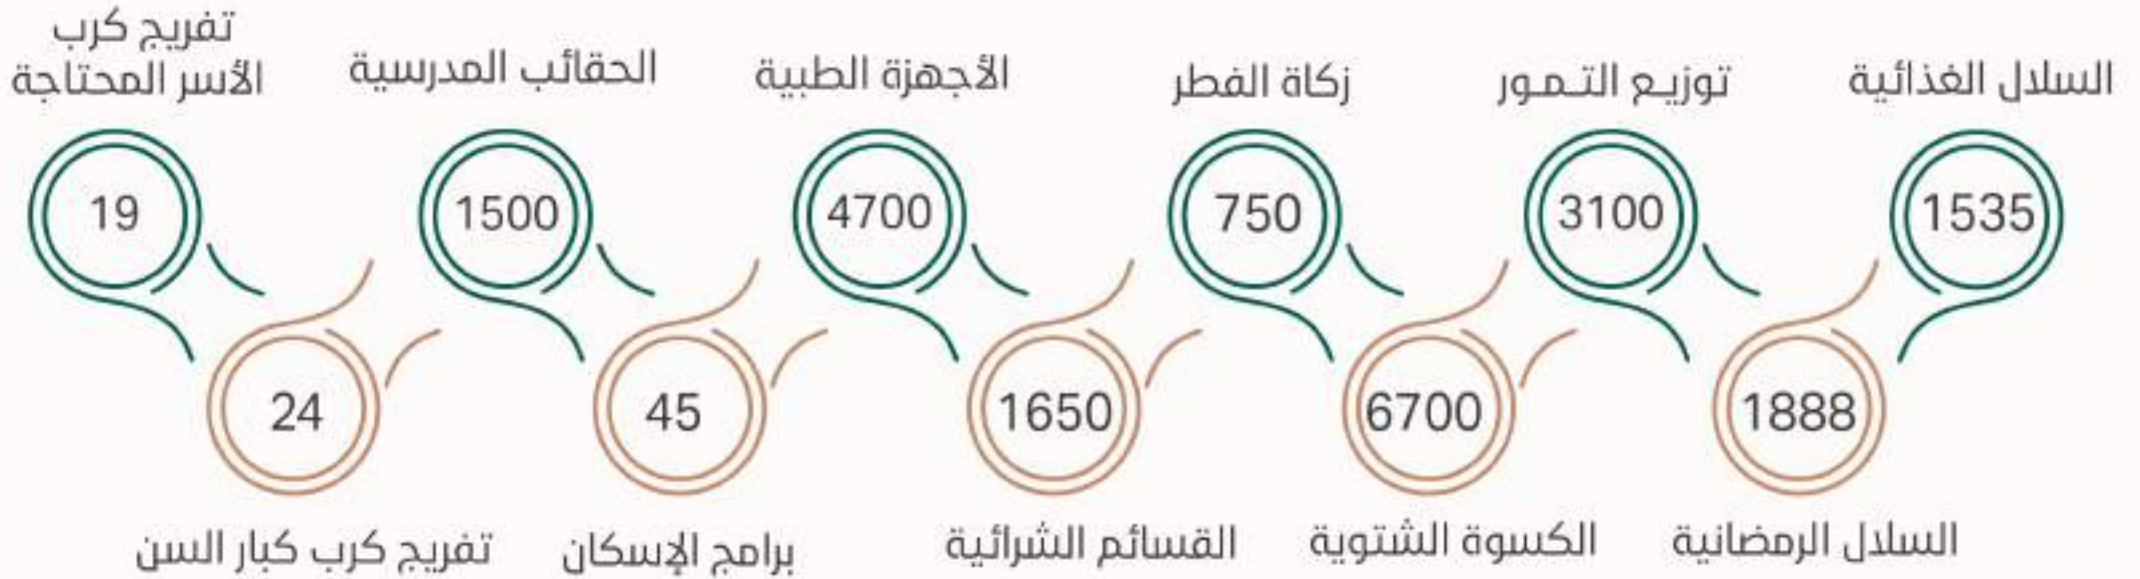 السلال الغذائية
1535
السلال الرمضانية
1888
توزيع التـمـور
3100
الكسوة الشتوية
6700
زكاة الفطر
750
القسائم الشرائية
1650
الأجهزة الطبية
4700
برامج الإسكان
45
الحقائب المدرسية
1500
تفريج كرب كبار السن
24
تفريج كرب
الأسر المحتاجة
19